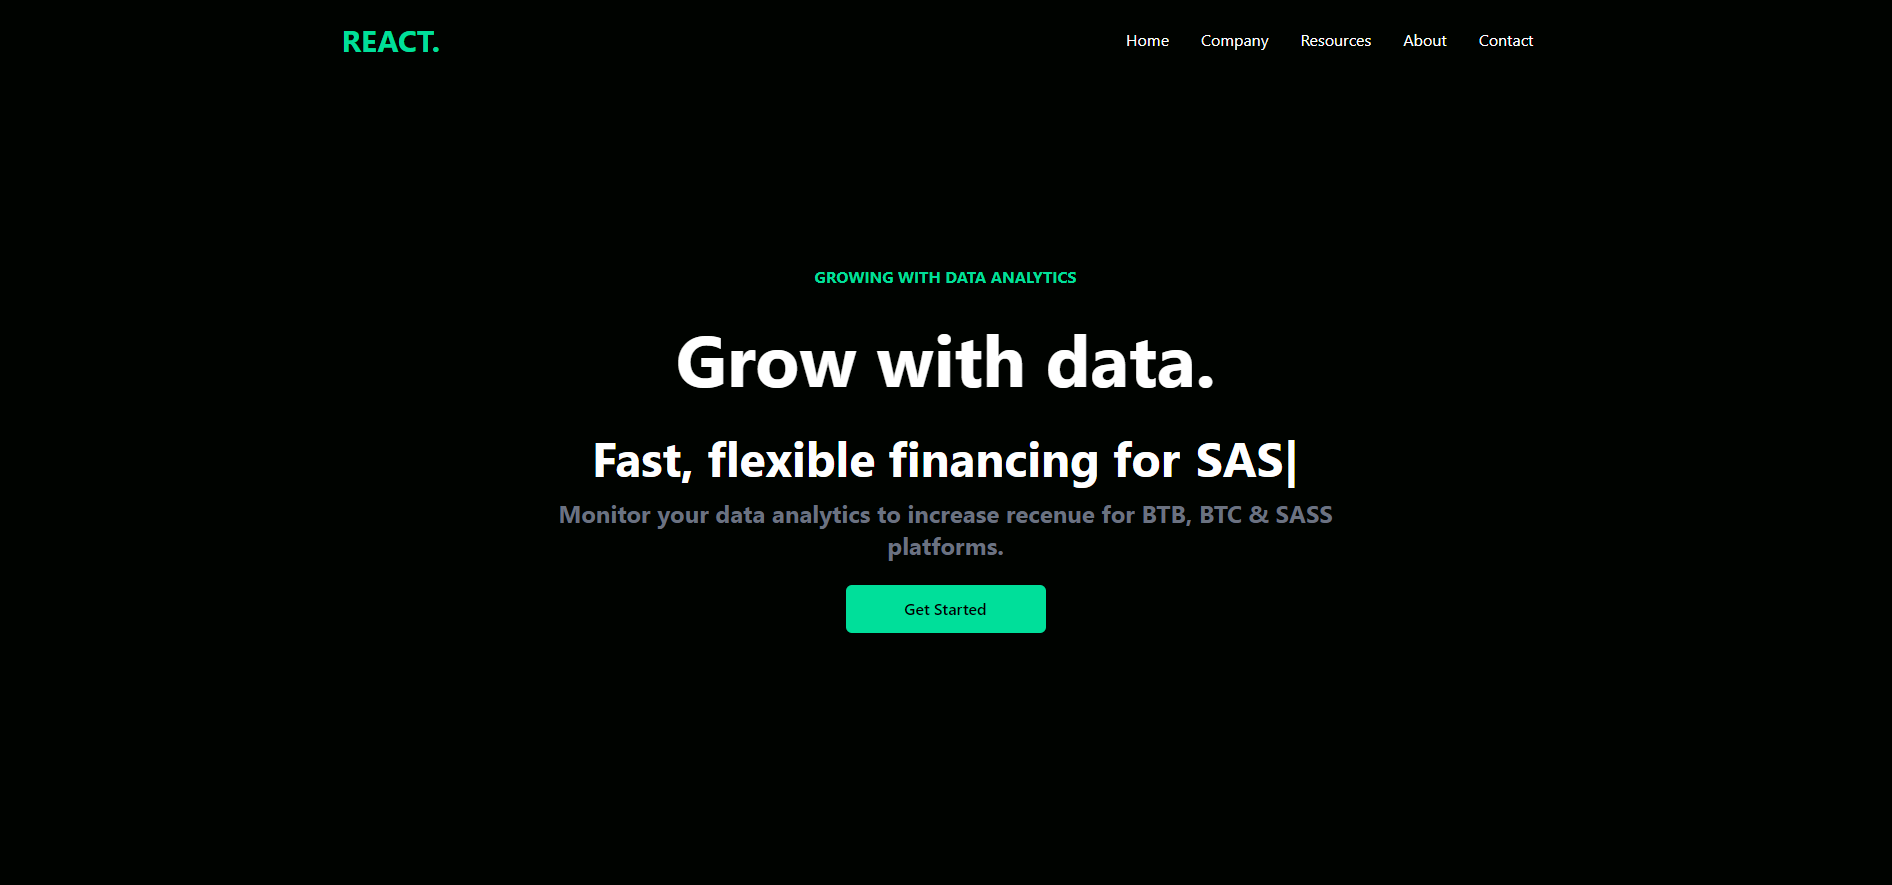 REACT.
Home Company Resources About Contact
GROWING WITH DATA ANALYTICS
Grow with data.
Fast, flexible financing for SAS|
Monitor your data analytics to increase recenue for BTB, BTC & SASS
platforms.
Get Started